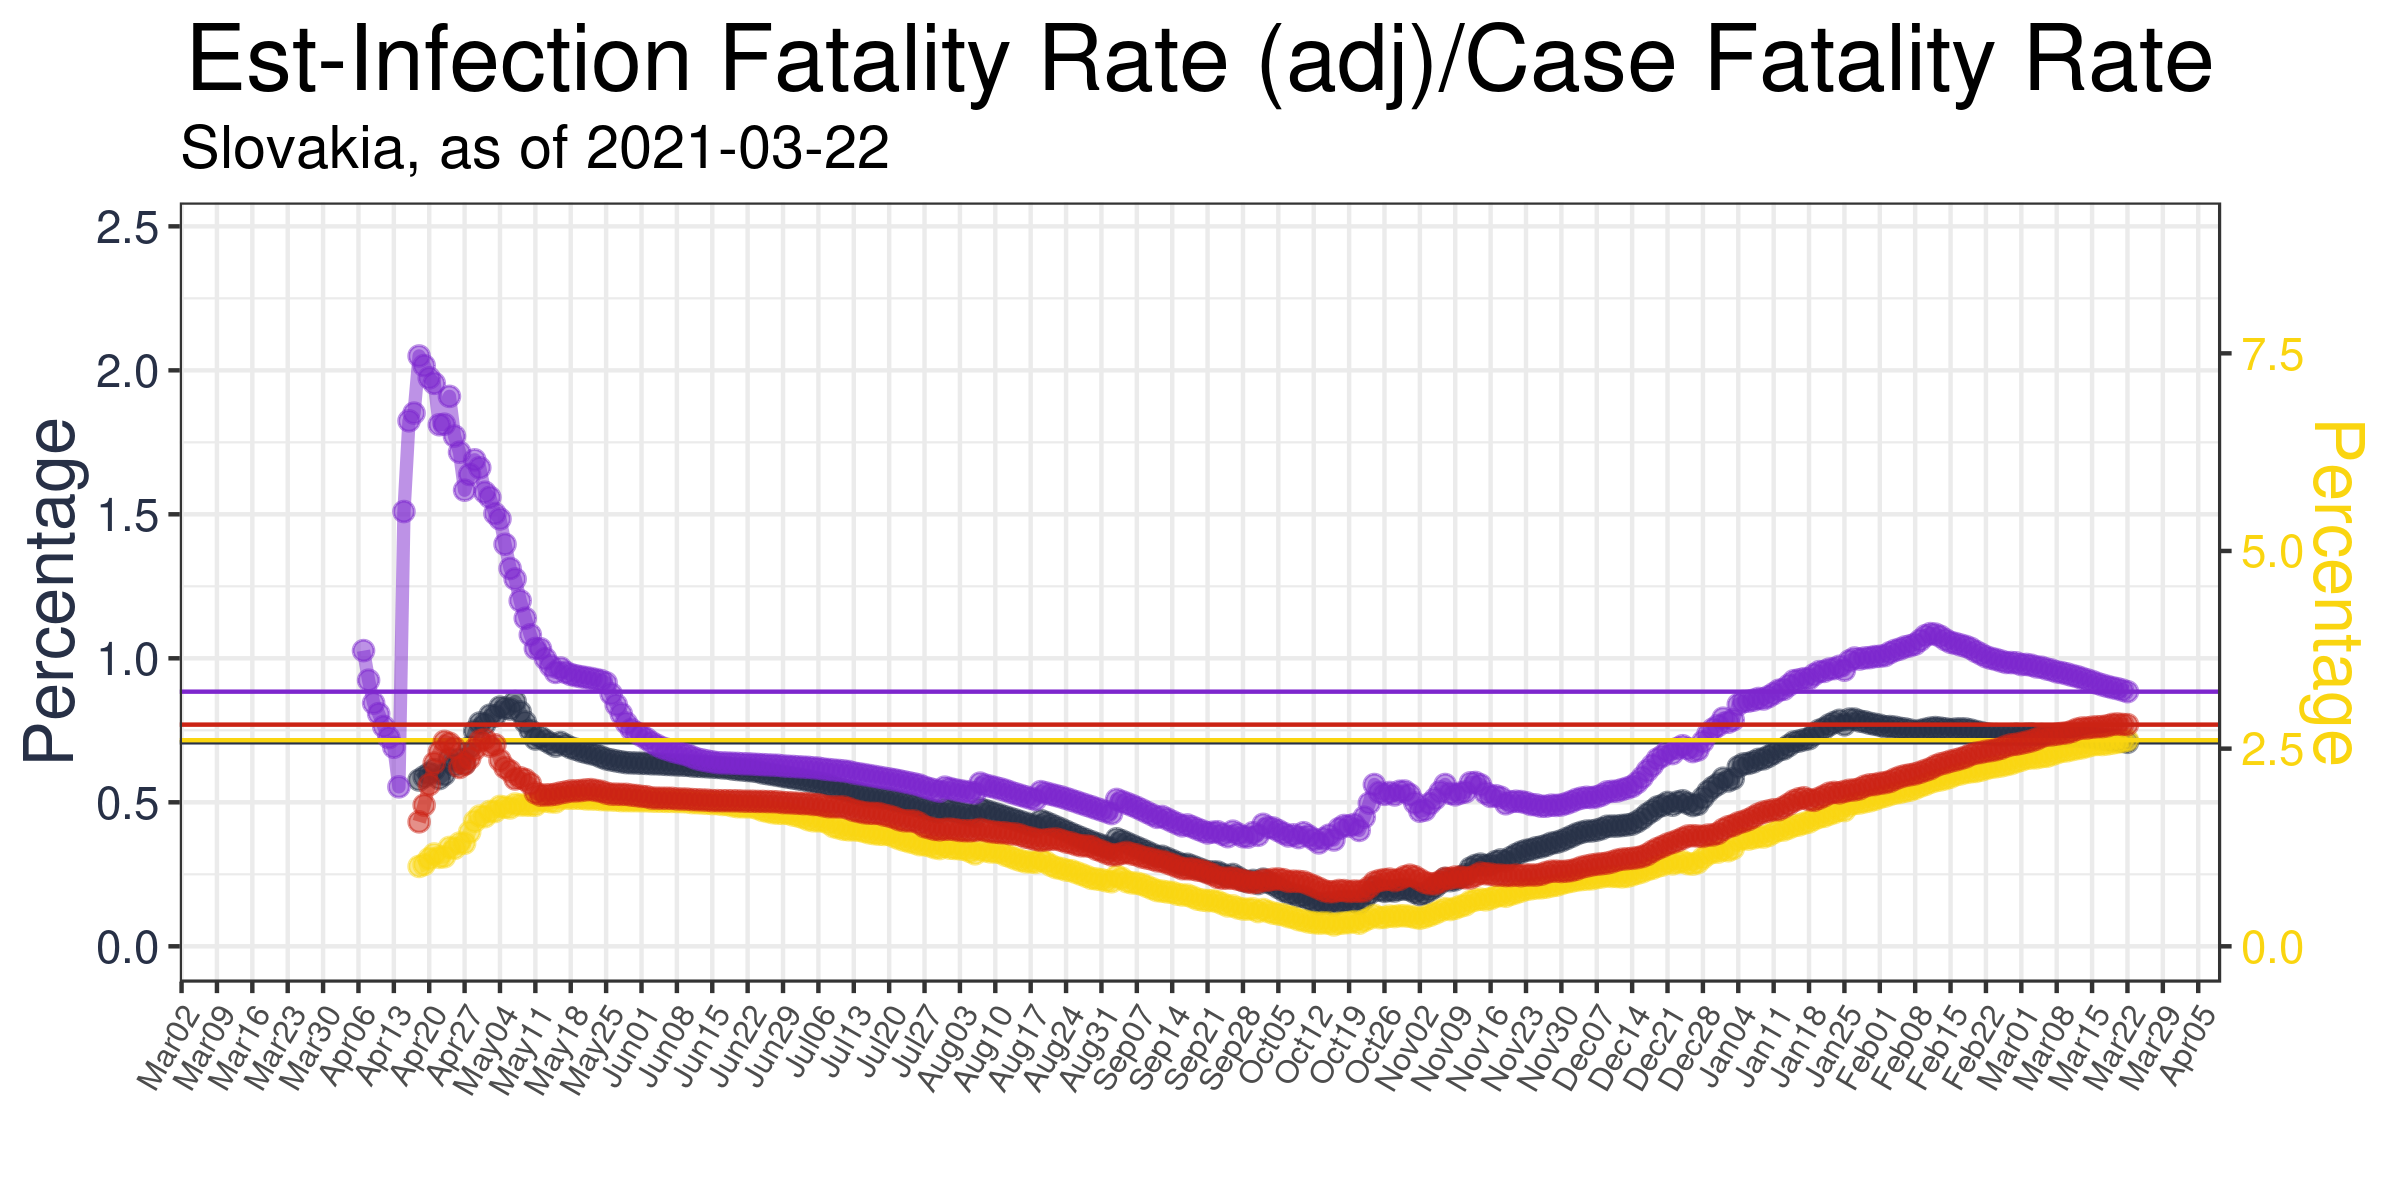 Est-Infection Fatality Rate (adj)/Case Fatality Rate
Slovakia, as of 2021-03-22
Percentage
2.5
2.0
1.5
1.0
0.5
0.0
7.5
5.0
2.5
0.0
Percentage
Mar02
Mar09
Mar16
Mar23
Mar30
Apr06
Apr13
Apr20
Apr27
May04
May11
May18
May25
Jun01
Jun08
Jun15
Jun22
Jun29
Jul06
Jul13
Jul20
Jul27
Aug03
Aug10
Aug17
Aug24
Aug31
Sep07
Sep14
Sep21
Sep28
Oct05
Oct12
Oct19
Oct26
Nov02
Nov09
Nov16
Nov23
Nov30
Dec07
Dec14
Dec21
Dec28
Jan04
Jan11
Jan18
Jan25
Feb01
Feb08
Feb15
Feb22
Mar01
Mar08
Mar15
Mar22
Mar29
Apr05